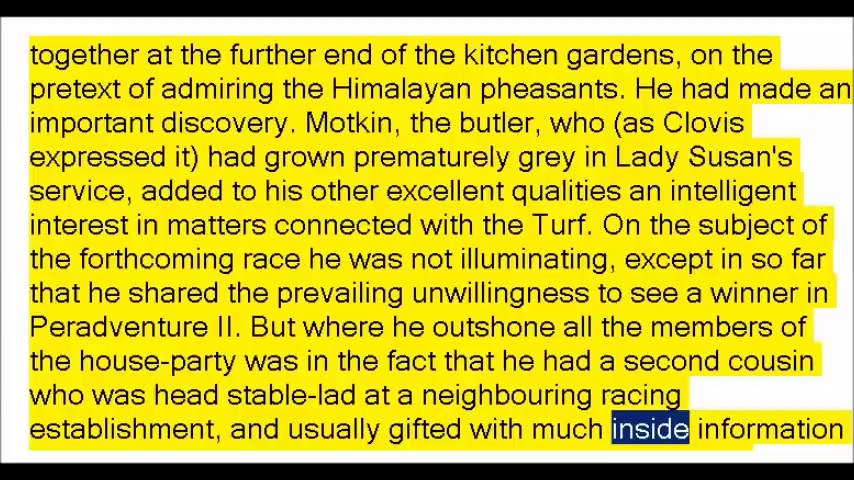 together at the further end of the kitchen gardens, on the
pretext of admiring the Himalayan pheasants. He had made an
important discovery. Motkin, the butler, who (as Clovis
expressed it) had grown prematurely grey in Lady Susan's
service, added to his other excellent qualities an intelligent
interest in matters connected with the Turf. On the subject of
the forthcoming race he was not illuminating, except in so far
that he shared the prevailing unwillingness to see a winner in
Peradventure II. But where he outshone all the members of
the house-party was in the fact that he had a second cousin
who was head stable-lad at a neighbouring racing
establishment, and usually gifted with much inside information